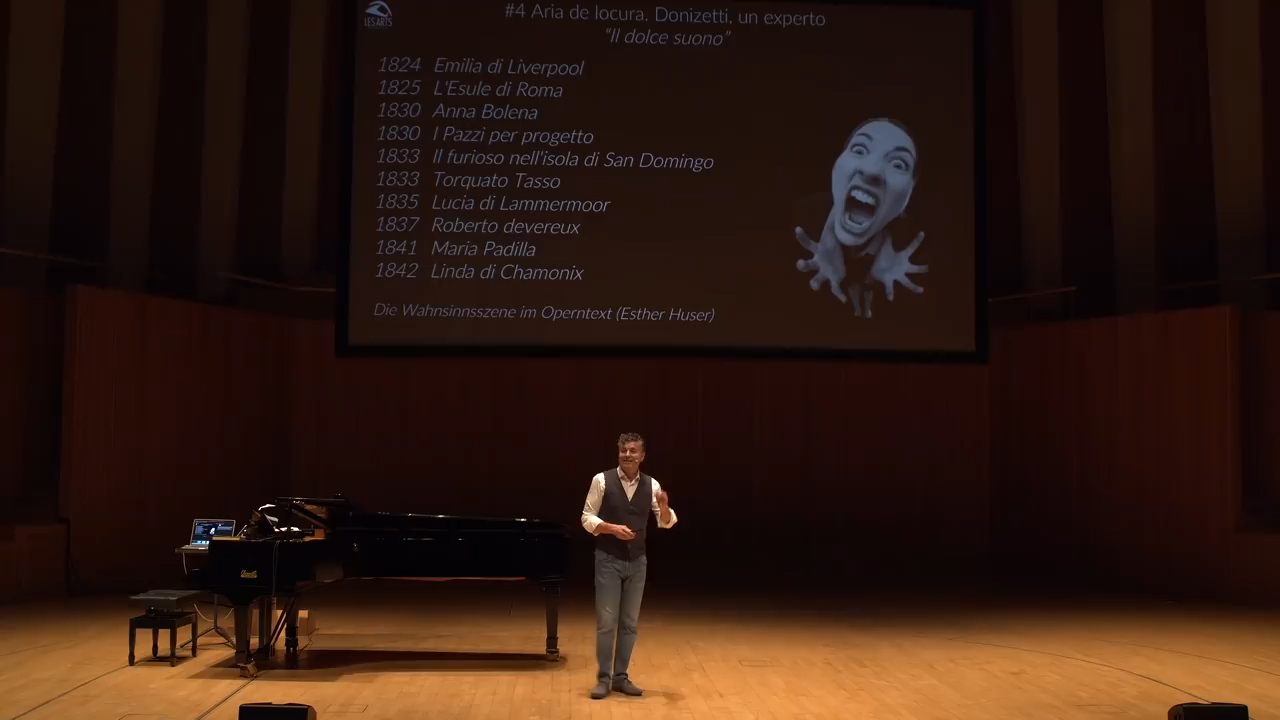 LES ARTS
#4 Aria de locura. Donizetti, un experto
"Il dolce suono"
1824 Emilia di Liverpool
1825 L'Esule di Roma
1830 Anna Bolena
1830 I Pazzi per progetto
1833 Il furioso nell'isola di San Domingo
1833 Torquato Tasso
1835 Lucia di Lammermoor
1837 Roberto devereux
1841 Maria Padilla
1842 Linda di Chamonix
Die Wahnsinnsszene im Operntext (Esther Huser)